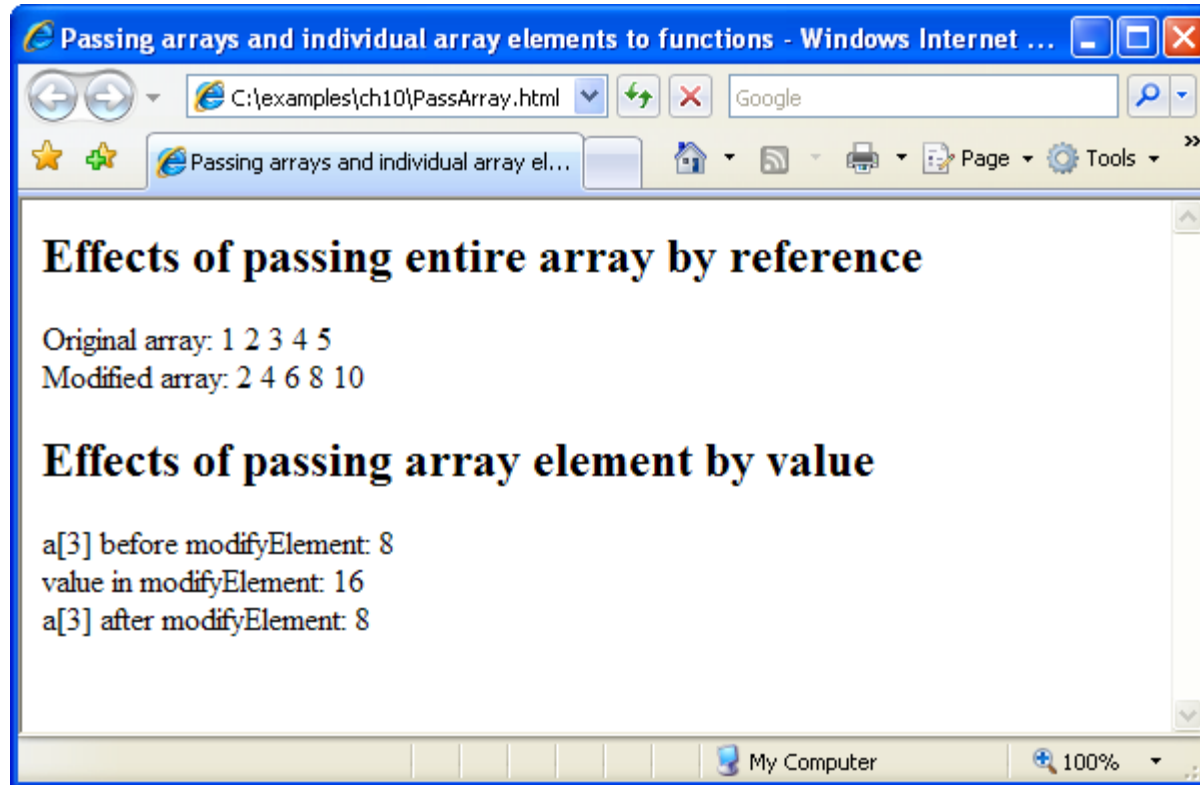 Passing arrays and individual array elements to functions - Windows Internet ...
C:\examples\ch10\PassArray.html
Google
Passing arrays and individual array el...
Page
Tools
»
Effects of passing entire array by reference
Original array: 1 2 3 4 5
Modified array: 2 4 6 8 10
Effects of passing array element by value
a[3] before modifyElement: 8
value in modifyElement: 16
a[3] after modifyElement: 8
My Computer
100%